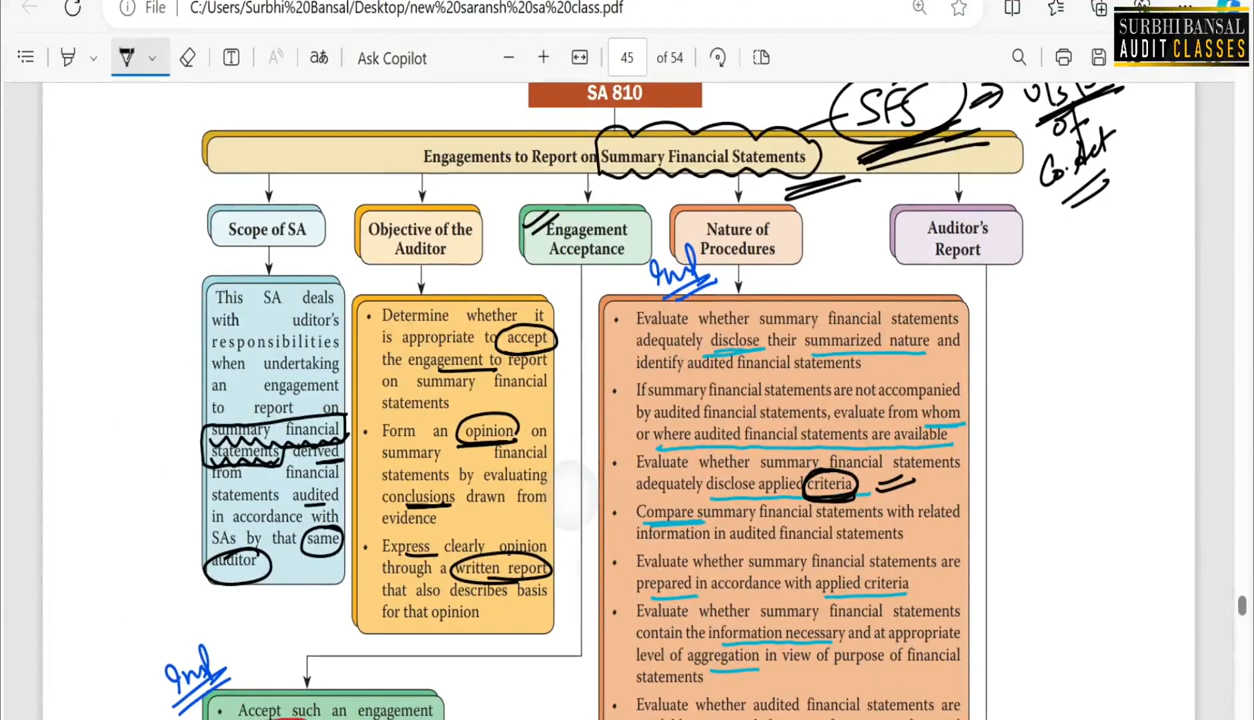 File C:/Users/Surbhi%20Bansal/Desktop/new%20saransh%20sa%20class.pdf
SURBHI BANSAL
AUDIT CLASSES
Ask Copilot
45 of 54
SA 810
SFS
of
Co. Act
Engagements to Report on Summary Financial Statements
Scope of SA
This SA deals
with uditor's
responsibilities
when undertaking
an engagement
to report on
summary financial
statements derived
from financial
statements audited
in accordance with
SAs by that same
auditor
Objective of the
Auditor
• Determine whether it
is appropriate to accept
the engagement to report
on summary financial
statements
• Form an opinion on
summary financial
statements by evaluating
conclusions drawn from
evidence
• Express clearly opinion
through a written report
that also describes basis
for that opinion
Engagement
Acceptance
• Accept such an engagement
Nature of
Procedures
• Evaluate whether summary financial statements
adequately disclose their summarized nature and
identify audited financial statements
• If summary financial statements are not accompanied
by audited financial statements, evaluate from whom
or where audited financial statements are available
• Evaluate whether summary financial statements
adequately disclose applied criteria
• Compare summary financial statements with related
information in audited financial statements
• Evaluate whether summary financial statements are
prepared in accordance with applied criteria
• Evaluate whether summary financial statements
contain the information necessary and at appropriate
level of aggregation in view of purpose of financial
statements
• Evaluate whether audited financial statements are
Auditor's
Report